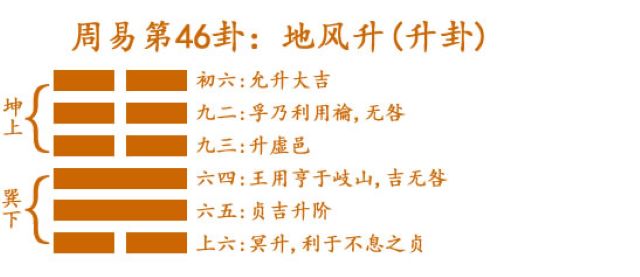 周易第46卦：地风升(升卦)
坤上
初六:允升大吉
九二:孚乃利用禴,无咎
九三:升虚邑
巽下
六四:王用亨于岐山,吉无咎
六五:贞吉升阶
上六:冥升,利于不息之贞